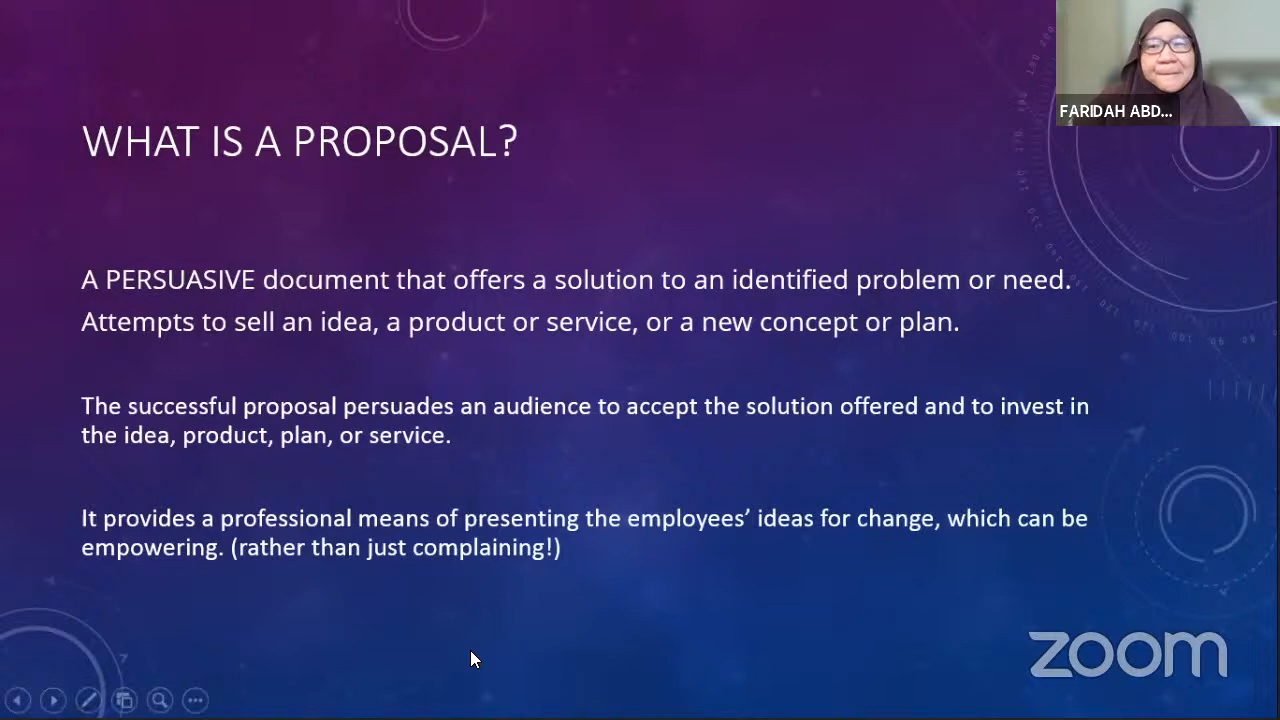 FARIDAH ABD...
WHAT IS A PROPOSAL?
A PERSUASIVE document that offers a solution to an identified problem or need.
Attempts to sell an idea, a product or service, or a new concept or plan.
The successful proposal persuades an audience to accept the solution offered and to invest in
the idea, product, plan, or service.
It provides a professional means of presenting the employees’ ideas for change, which can be
empowering. (rather than just complaining!)
zoom